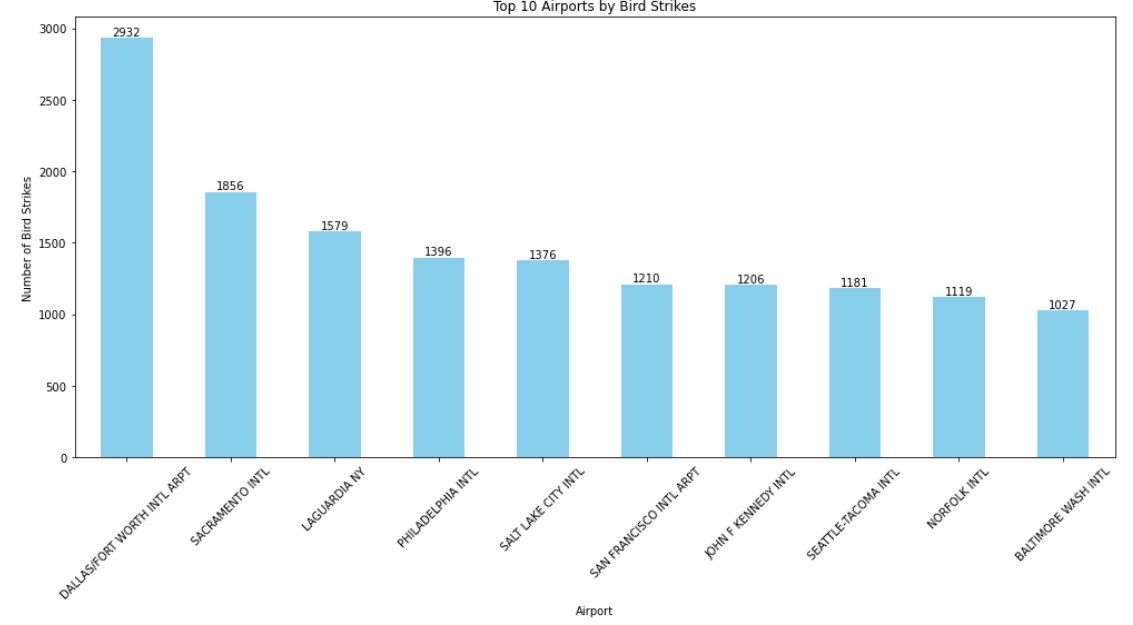 Top 10 Airports by Bird Strikes
Number of Bird Strikes
3000
2500
2000
1500
1000
500
0
2932
1856
1579
1396
1376
1210
1206
1181
1119
1027
DALLAS/FORT WORTH INTL ARPT
SACRAMENTO INTL
LAGUARDIA NY
PHILADELPHIA INTL
SALT LAKE CITY INTL
SAN FRANCISCO INTL ARPT
JOHN F KENNEDY INTL
SEATTLE-TACOMA INTL
NORFOLK INTL
BALTIMORE WASH INTL
Airport